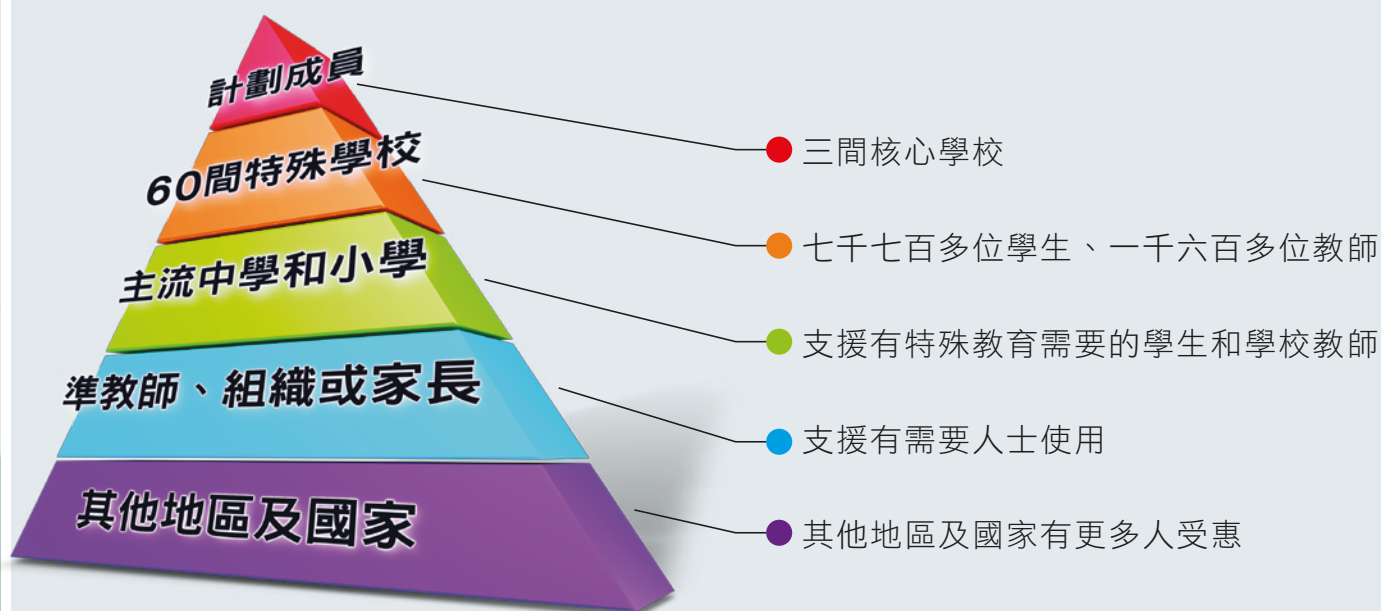 計劃成員
三間核心學校
60間特殊學校
七千七百多位學生、一千六百多位教師
主流中學和小學
支援有特殊教育需要的學生和學校教師
準教師、組織或家長
支援有需要人士使用
其他地區及國家
其他地區及國家有更多人受惠